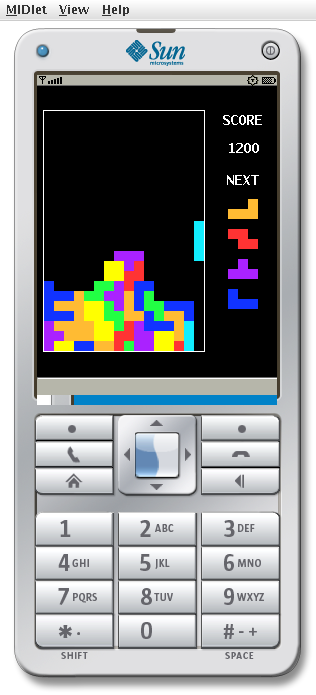 MIDlet View Help
Sun
microsystems
SCORE
1200
NEXT
1 2 ABC 3 DEF
4 GHI 5 JKL 6 MNO
7 PQRS 8 TUV 9 WXYZ
* . 0 # - +
SHIFT SPACE